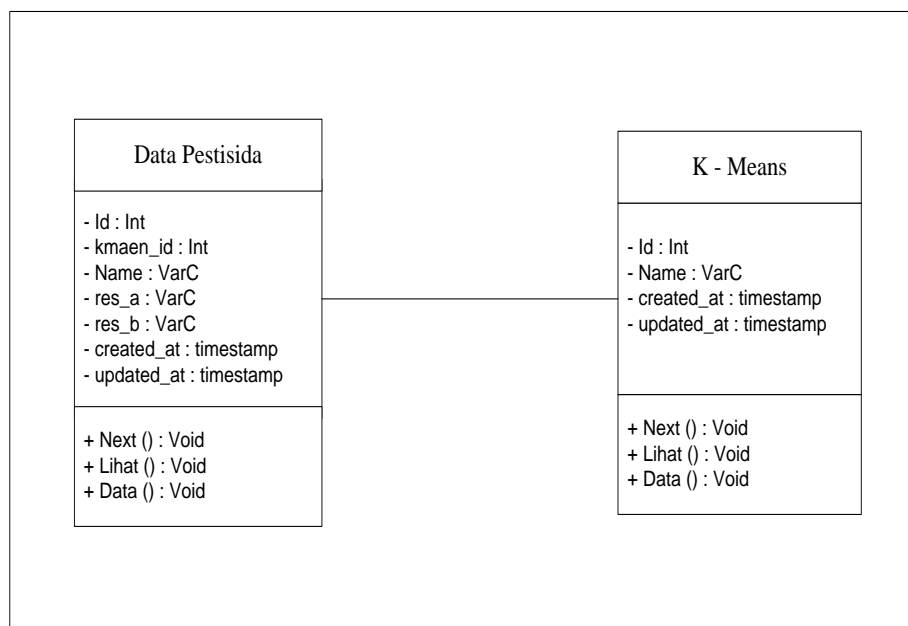 Data Pestisida
- Id : Int
- kmaen_id : Int
- Name : VarC
- res_a : VarC
- res_b : VarC
- created_at : timestamp
- updated_at : timestamp
+ Next () : Void
+ Lihat () : Void
+ Data () : Void
K - Means
- Id : Int
- Name : VarC
- created_at : timestamp
- updated_at : timestamp
+ Next () : Void
+ Lihat () : Void
+ Data () : Void